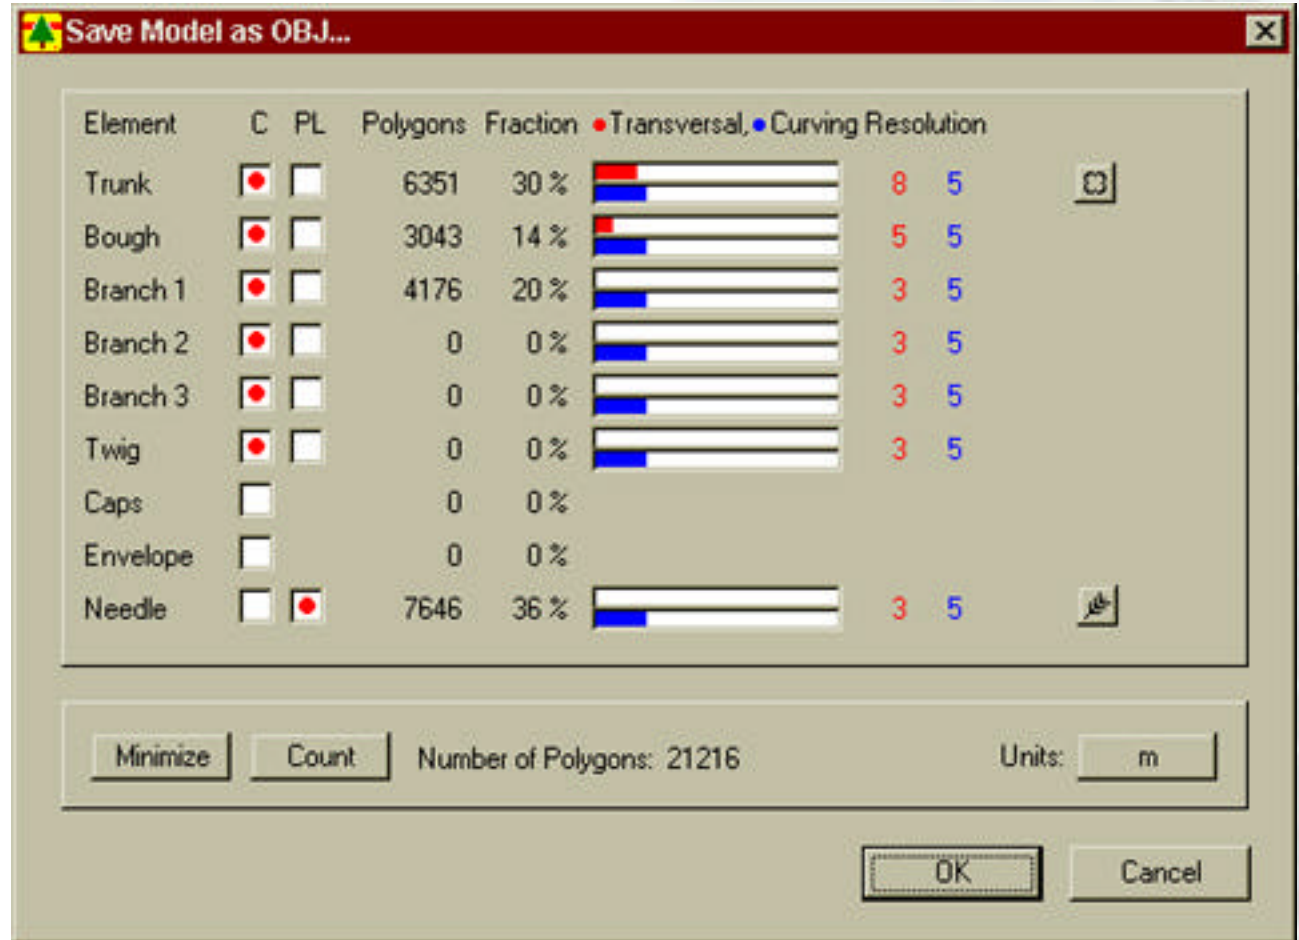 Save Model as OBJ...
Element C PL Polygons Fraction Transversal, Curving Resolution
Trunk 6351 30 % 8 5
Bough 3043 14 % 5 5
Branch 1 4176 20 % 3 5
Branch 2 0 0 % 3 5
Branch 3 0 0 % 3 5
Twig 0 0 % 3 5
Caps 0 0 %
Envelope 0 0 %
Needle 7646 36 % 3 5
Minimize Count Number of Polygons: 21216 Units: m
OK Cancel